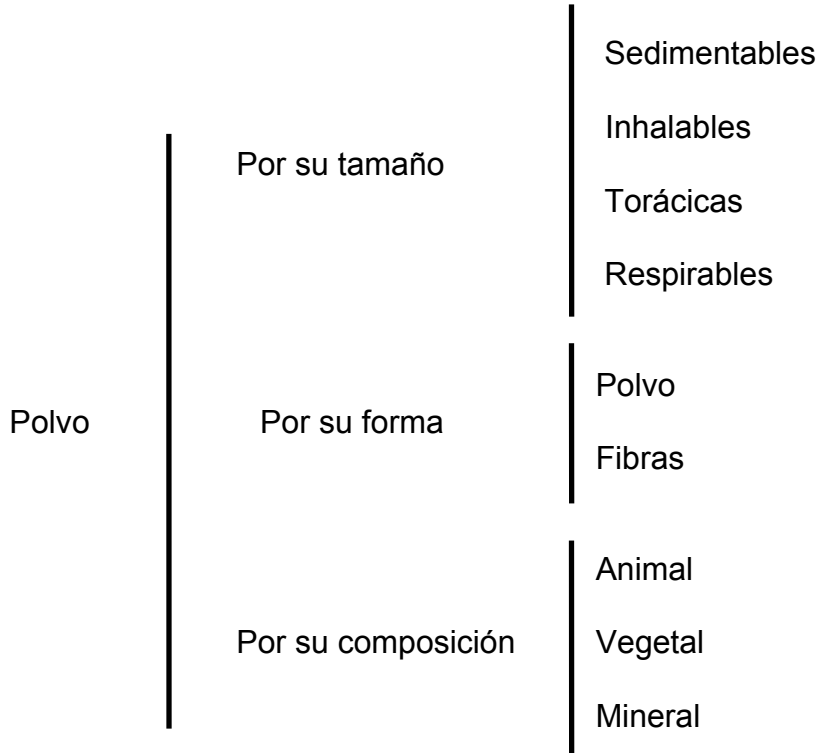 Polvo
Por su tamaño
Sedimentables
Inhalables
Torácicas
Respirables
Por su forma
Polvo
Fibras
Por su composición
Animal
Vegetal
Mineral